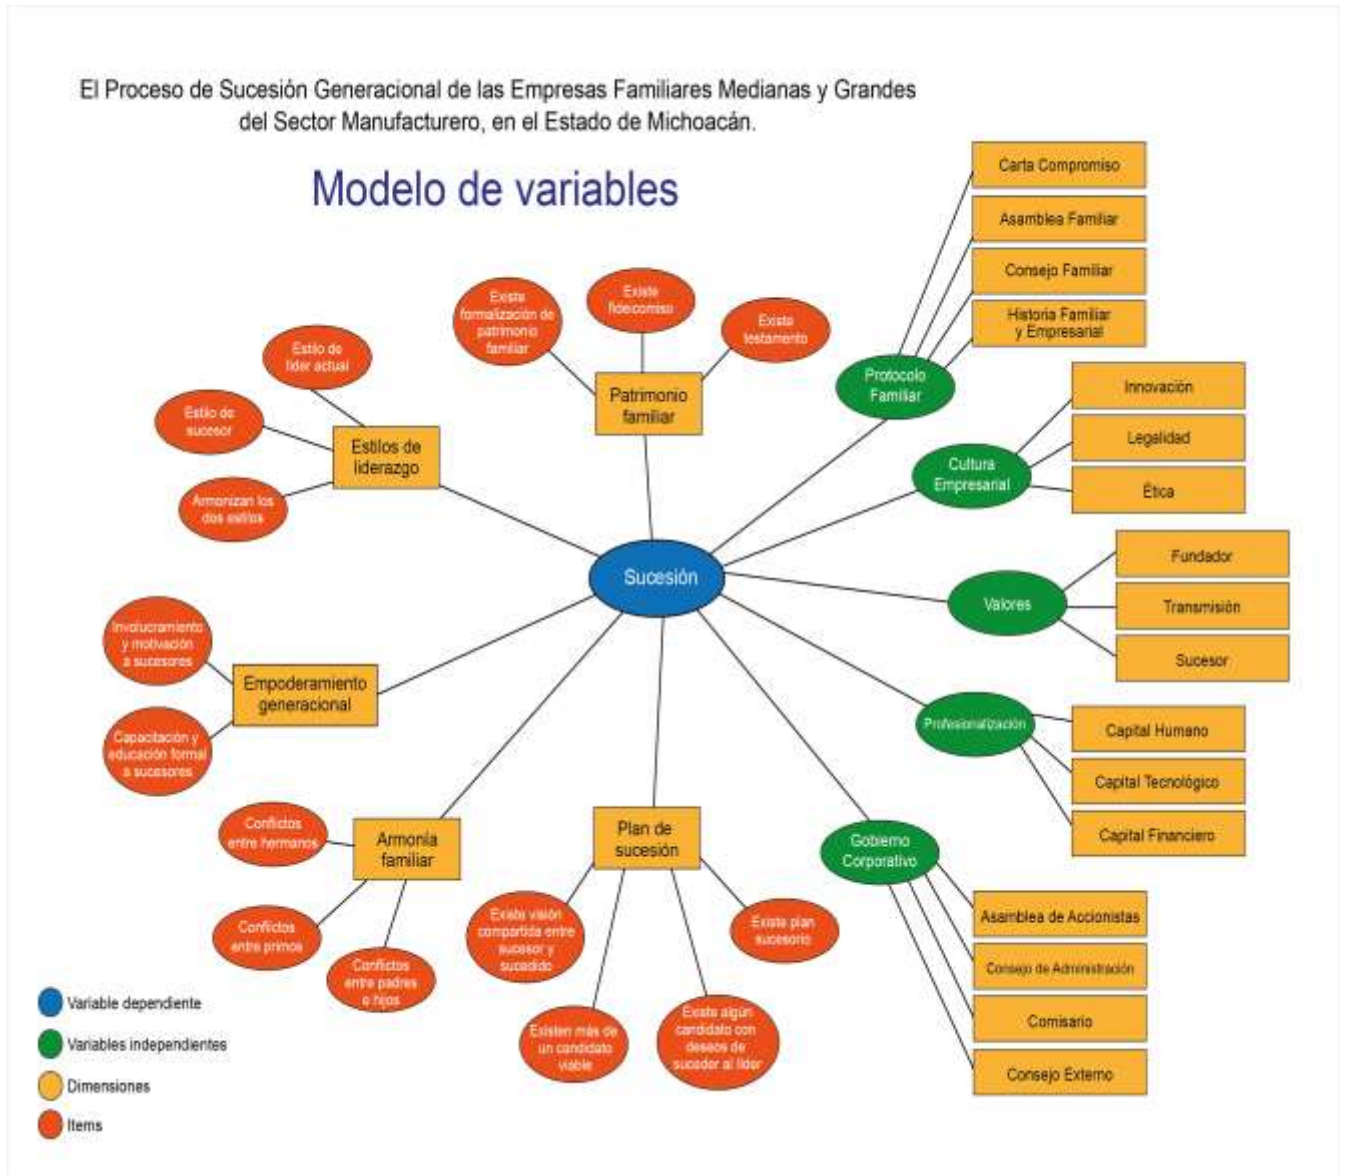 El Proceso de Sucesión Generacional de las Empresas Familiares Medianas y Grandes
del Sector Manufacturero, en el Estado de Michoacán.
Modelo de variables
Carta Compromiso
Asamblea Familiar
Consejo Familiar
Historia Familiar
y Empresarial
Protocolo
Familiar
Existe
formalización de
patrimonio
familiar
Existe
fideicomiso
Existe
testamento
Patrimonio
familiar
Estilo de
líder actual
Estilo de
sucesor
Armonizan los
dos estilos
Estilos de
liderazgo
Innovación
Legalidad
Ética
Cultura
Empresarial
Sucesión
Fundador
Transmisión
Sucesor
Valores
Involucramiento
y motivación
a sucesores
Capacitación y
educación formal
a sucesores
Empoderamiento
generacional
Profesionalización
Capital Humano
Capital Tecnológico
Capital Financiero
Conflictos
entre hermanos
Conflictos
entre primos
Conflictos
entre padres
e hijos
Armonía
familiar
Plan de
sucesión
Existe visión
compartida entre
sucesor y
sucedido
Existen más de
un candidato
viable
Existe algún
candidato con
deseos de
suceder al líder
Existe plan
sucesorio
Gobierno
Corporativo
Asamblea de Accionistas
Consejo de Administración
Comisario
Consejo Externo
Variable dependiente
Variables independientes
Dimensiones
Items